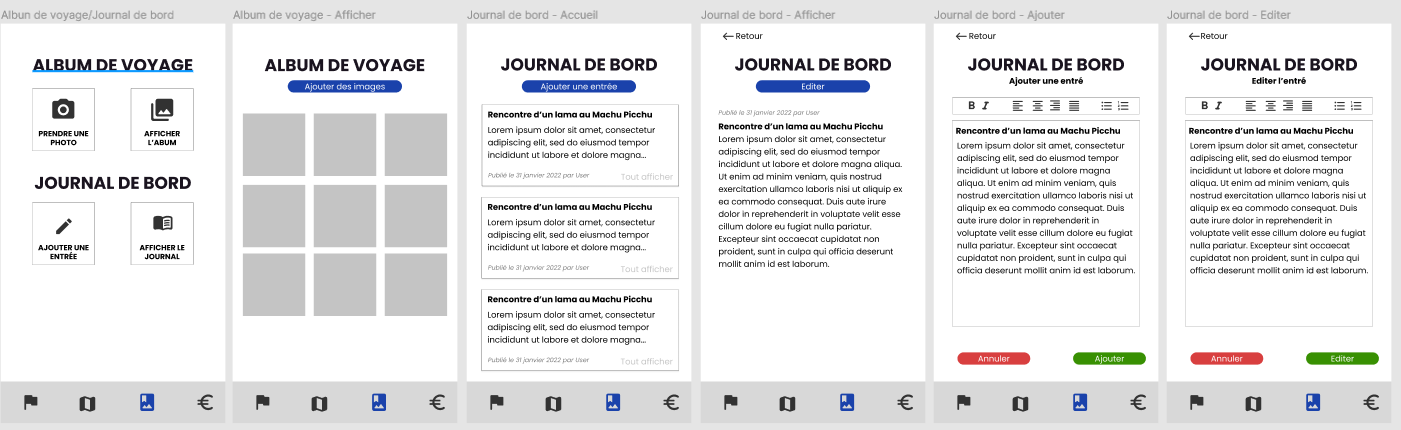 Albun de voyage/Journal de bord
ALBUM DE VOYAGE
PRENDRE UNE
PHOTO
AFFICHER
L'ABUM
JOURNAL DE BORD
AJOUTER UNE
ENTRÉE
AFFICHER LE
JOURNAL
Album de voyage - Afficher
ALBUM DE VOYAGE
Ajouter des images
Journal de bord - Accueil
JOURNAL DE BORD
Ajouter une entrée
Rencontre d'un lama au Machu Picchu
Lorem ipsum dolor sit amet, consectetur
adipiscing elit, sed do eiusmod tempor
incididunt ut labore et dolore magna...
Publié le 31 janvier 2022 par User
Tout afficher
Rencontre d'un lama au Machu Picchu
Lorem ipsum dolor sit amet, consectetur
adipiscing elit, sed do eiusmod tempor
incididunt ut labore et dolore magna...
Publié le 31 janvier 2022 par User
Tout afficher
Rencontre d'un lama au Machu Picchu
Lorem ipsum dolor sit amet, consectetur
adipiscing elit, sed do eiusmod tempor
incididunt ut labore et dolore magna...
Publié le 31 janvier 2022 par User
Tout afficher
Journal de bord - Afficher
Retour
JOURNAL DE BORD
Editer
Publié le 31 janvier 2022 par User
Rencontre d'un lama au Machu Picchu
Lorem ipsum dolor sit amet, consectetur
adipiscing elit, sed do eiusmod tempor
incididunt ut labore et dolore magna aliqua.
Ut enim ad minim veniam, quis nostrud
exercitation ullamco laboris nisi ut aliquip ex
ea commodo consequat. Duis aute irure
dolor in reprehenderit in voluptate velit esse
cillum dolore eu fugiat nulla pariatur.
Excepteur sint occaecat cupidatat non
proident, sunt in culpa qui officia deserunt
mollit anim id est laborum.
Journal de bord - Ajouter
Retour
JOURNAL DE BORD
Ajouter une entré
B I
Rencontre d'un lama au Machu Picchu
Lorem ipsum dolor sit amet, consectetur
adipiscing elit, sed do eiusmod tempor
incididunt ut labore et dolore magna
aliqua. Ut enim ad minim veniam, quis
nostrud exercitation ullamco laboris nisi ut
aliquip ex ea commodo consequat. Duis
aute irure dolor in reprehenderit in
voluptate velit esse cillum dolore eu fugiat
nulla pariatur. Excepteur sint occaecat
cupidatat non proident, sunt in culpa qui
officia deserunt mollit anim id est laborum.
Annuler
Ajouter
Journal de bord - Editer
Retour
JOURNAL DE BORD
Editer l'entré
B I
Rencontre d'un lama au Machu Picchu
Lorem ipsum dolor sit amet, consectetur
adipiscing elit, sed do eiusmod tempor
incididunt ut labore et dolore magna
aliqua. Ut enim ad minim veniam, quis
nostrud exercitation ullamco laboris nisi ut
aliquip ex ea commodo consequat. Duis
aute irure dolor in reprehenderit in
voluptate velit esse cillum dolore eu fugiat
nulla pariatur. Excepteur sint occaecat
cupidatat non proident, sunt in culpa qui
officia deserunt mollit anim id est laborum.
Annuler
Editer
€
€
€
€
€
€